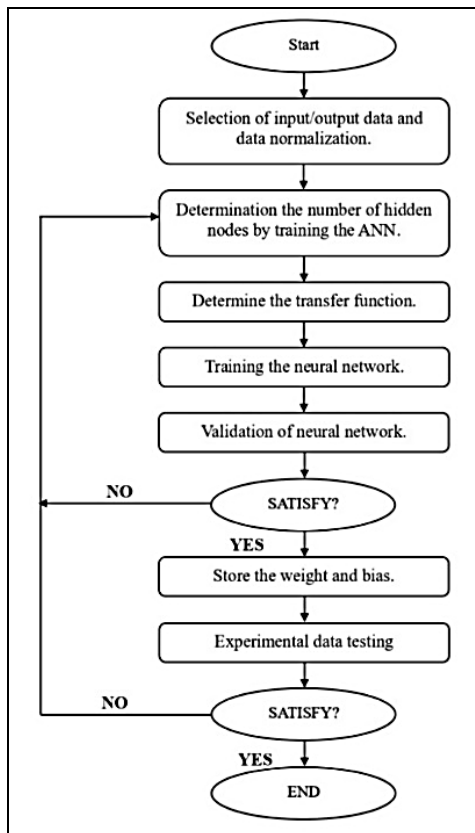 Start
Selection of input/output data and
data normalization.
Determination the number of hidden
nodes by training the ANN.
Determine the transfer function.
Training the neural network.
Validation of neural network.
NO
SATISFY?
YES
Store the weight and bias.
Experimental data testing
NO
SATISFY?
YES
END